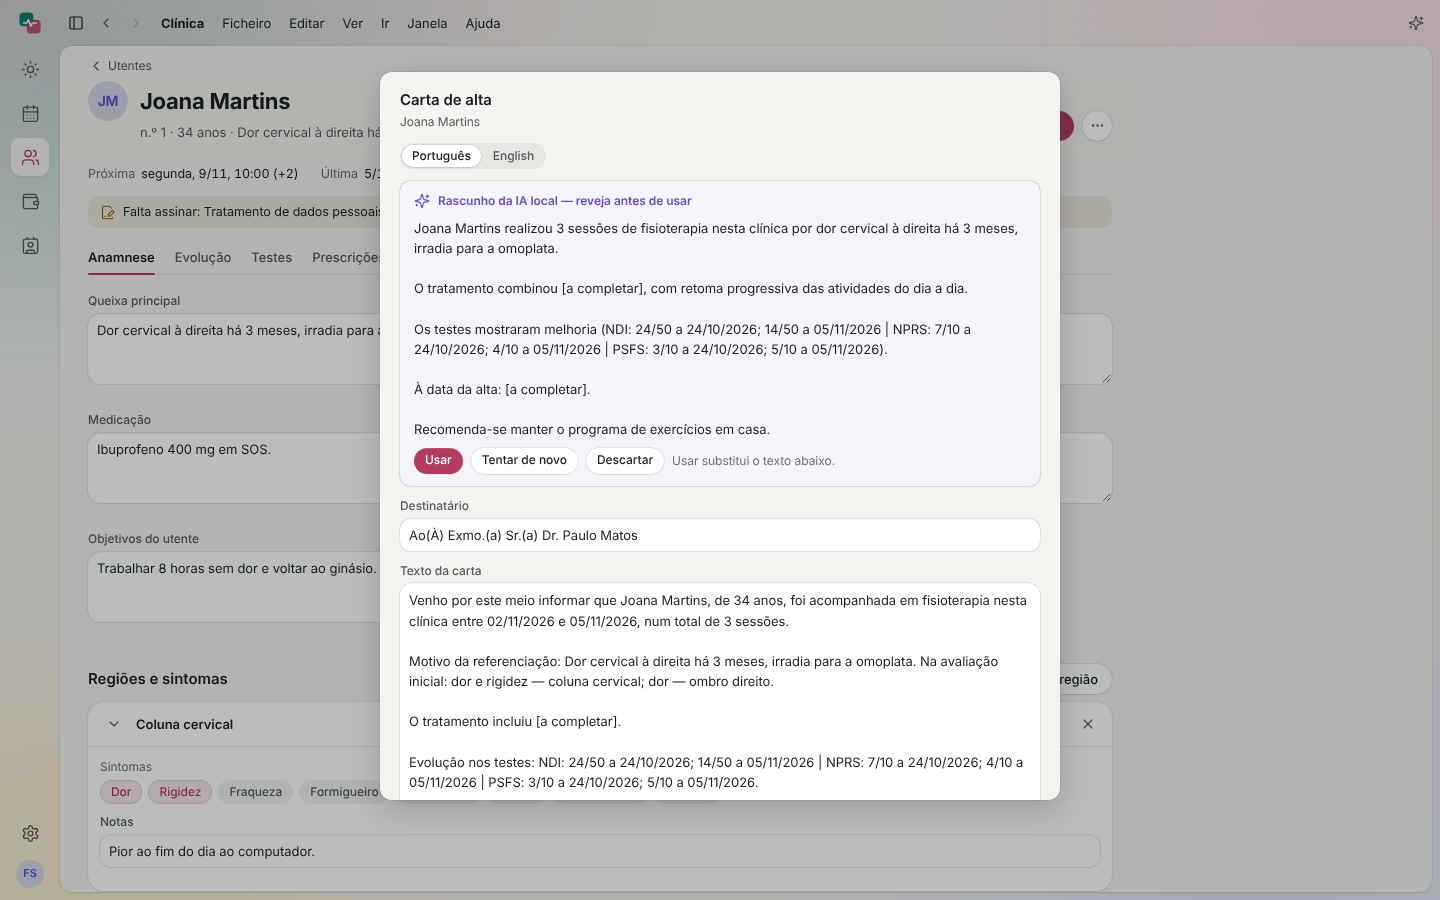 Clínica Ficheiro Editar Ver Ir Janela Ajuda
Utentes
JM
Joana Martins
n.º 1 · 34 anos · Dor cervical à direita há
Próxima segunda, 9/11, 10:00 (+2) Última 5/1
Falta assinar: Tratamento de dados pessoais
Anamnese Evolução Testes Prescrições
Queixa principal
Dor cervical à direita há 3 meses, irradia para a
Medicação
Ibuprofeno 400 mg em SOS.
Objetivos do utente
Trabalhar 8 horas sem dor e voltar ao ginásio.
Regiões e sintomas
região
Coluna cervical
Sintomas
Dor Rigidez Fraqueza Formigueiro
Notas
Pior ao fim do dia ao computador.
FS
Carta de alta
Joana Martins
Português English
Rascunho da IA local — reveja antes de usar
Joana Martins realizou 3 sessões de fisioterapia nesta clínica por dor cervical à direita há 3 meses,
irradia para a omoplata.
O tratamento combinou [a completar], com retoma progressiva das atividades do dia a dia.
Os testes mostraram melhoria (NDI: 24/50 a 24/10/2026; 14/50 a 05/11/2026 | NPRS: 7/10 a
24/10/2026; 4/10 a 05/11/2026 | PSFS: 3/10 a 24/10/2026; 5/10 a 05/11/2026).
À data da alta: [a completar].
Recomenda-se manter o programa de exercícios em casa.
Usar Tentar de novo Descartar Usar substitui o texto abaixo.
Destinatário
Ao(À) Exmo.(a) Sr.(a) Dr. Paulo Matos
Texto da carta
Venho por este meio informar que Joana Martins, de 34 anos, foi acompanhada em fisioterapia nesta
clínica entre 02/11/2026 e 05/11/2026, num total de 3 sessões.
Motivo da referenciação: Dor cervical à direita há 3 meses, irradia para a omoplata. Na avaliação
inicial: dor e rigidez — coluna cervical; dor — ombro direito.
O tratamento incluiu [a completar].
Evolução nos testes: NDI: 24/50 a 24/10/2026; 14/50 a 05/11/2026 | NPRS: 7/10 a 24/10/2026; 4/10 a
05/11/2026 | PSFS: 3/10 a 24/10/2026; 5/10 a 05/11/2026.